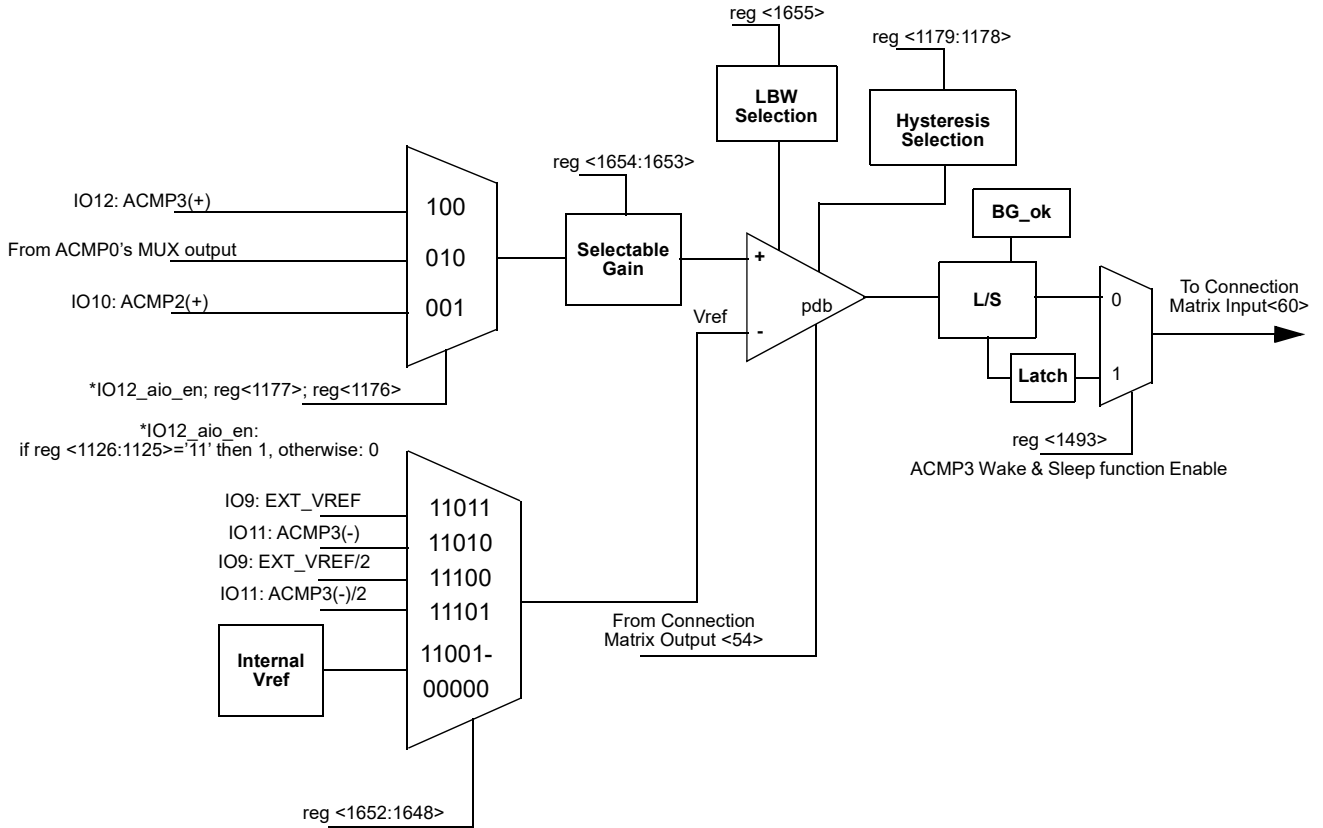 reg <1655>
reg <1179:1178>
LBW
Selection
Hysteresis
Selection
reg <1654:1653>
IO12: ACMP3(+)
100
BG_ok
From ACMP0's MUX output
010
Selectable
Gain
+
IO10: ACMP2(+)
001
L/S
0
To Connection
Matrix Input<60>
pdb
Vref
-
Latch
1
*IO12_aio_en; reg<1177>; reg<1176>
*IO12_aio_en:
if reg <1126:1125>='11' then 1, otherwise: 0
reg <1493>
ACMP3 Wake & Sleep function Enable
IO9: EXT_VREF
11011
IO11: ACMP3(-)
11010
IO9: EXT_VREF/2
11100
IO11: ACMP3(-)/2
11101
From Connection
Matrix Output <54>
Internal
Vref
11001-
00000
reg <1652:1648>